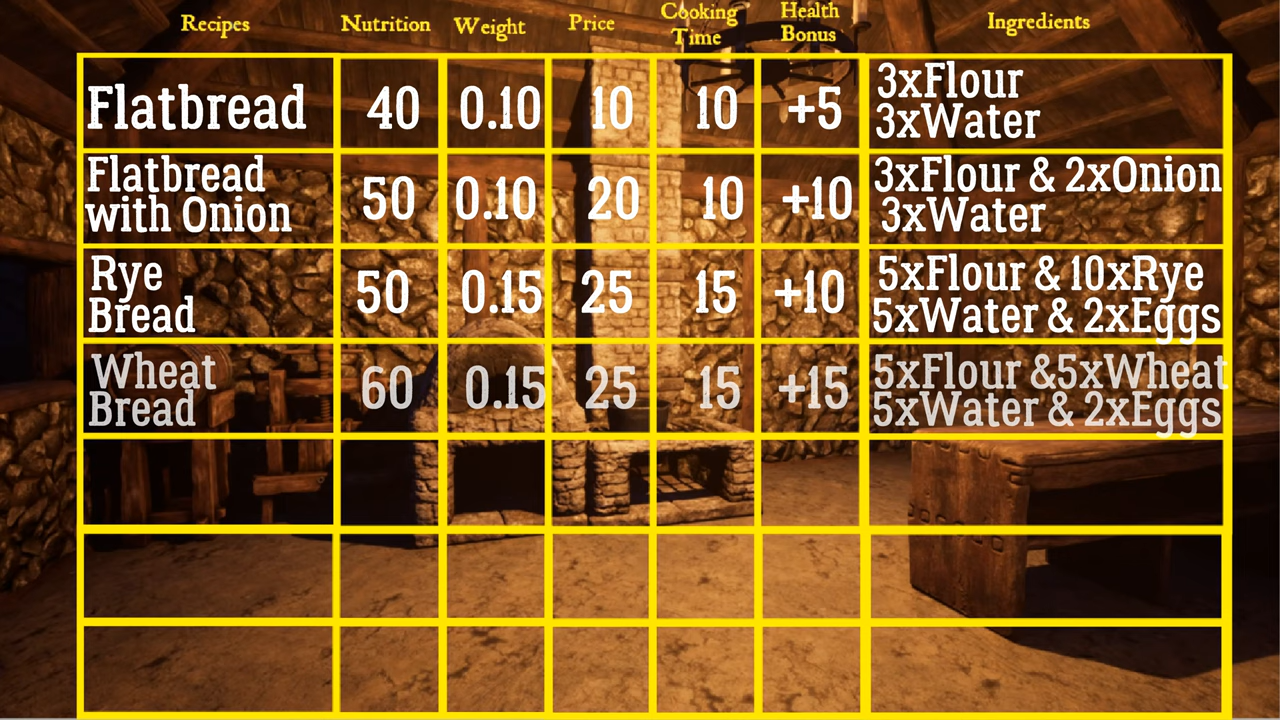 Recipes Nutrition Weight Price Cooking Time Health Bonus Ingredients
Flatbread 40 0.10 10 10 +5 3xFlour
3xWater
Flatbread
with Onion 50 0.10 20 10 +10 3xFlour & 2xOnion
3xWater
Rye
Bread 50 0.15 25 15 +10 5xFlour & 10xRye
5xWater & 2xEggs
Wheat
Bread 60 0.15 25 15 +15 5xFlour &5xWheat
5xWater & 2xEggs